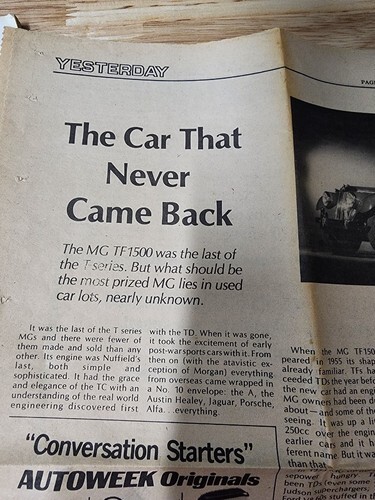 YESTERDAY
PAG
The Car That
Never
Came Back
The MG TF1500 was the last of
the T series. But what should be
the most prized MG lies in used
car lots, nearly unknown.
It was the last of the T series
MGs and there were fewer of
them made and sold than any
other. Its engine was Nuffield's
last, both simple and
sophisticated. It had the grace
and elegance of the TC with an
understanding of the real world
engineering discovered first
with the TD. When it was gone,
it took the excitement of early
post-warsports cars with it. From
then on (with the atavistic ex-
ception of Morgan) everything
from overseas came wrapped in
a No. 10 envelope: the A, the
Austin Healey, Jaguar, Porsche,
Alfa. . .everything.
When the MG TF150
peared in 1955 its shap
already familiar. TFs ha
ceeded TDs the year befo
the new car had an engin
MG owners had been dr
about—and some of the
seeing. It was up a li
250cc over the engin
earlier cars and it ha
ferent name. But it wa
than that.
"Conversation Starters"
AUTOWEEK Originals